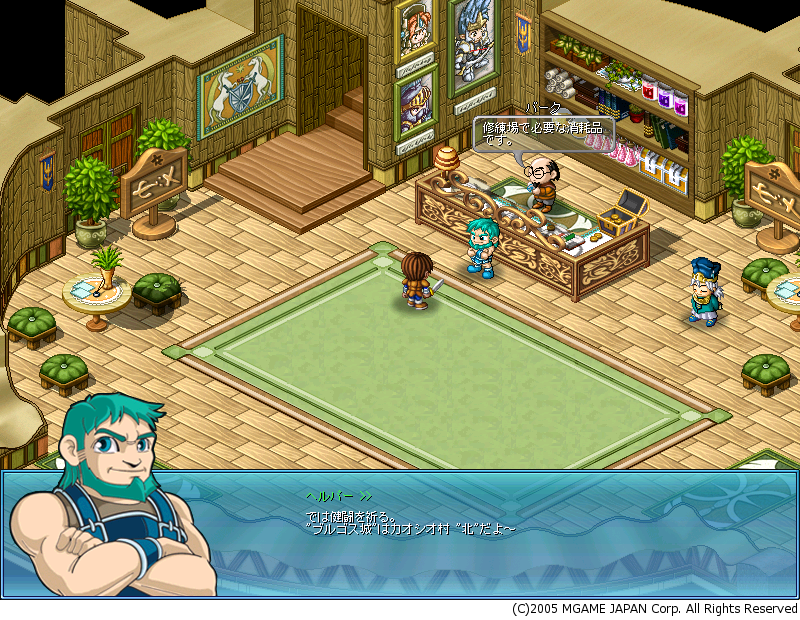 パーク
修練場で必要な消耗品
です。
ヘルパー >>
では健闘を祈る。
"ブルゴス城"はカオシオ村 "北"だよ～
(C)2005 MGAME JAPAN Corp. All Rights Reserved